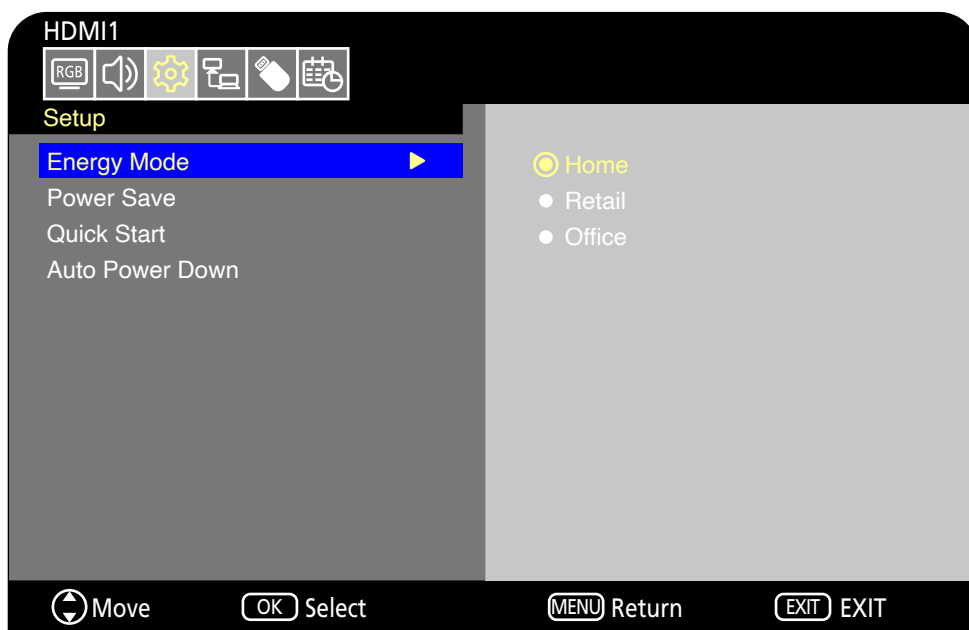 HDMI1
RGB
Setup
Energy Mode
Power Save
Quick Start
Auto Power Down
Home
Retail
Office
Move OK Select MENU Return EXIT EXIT